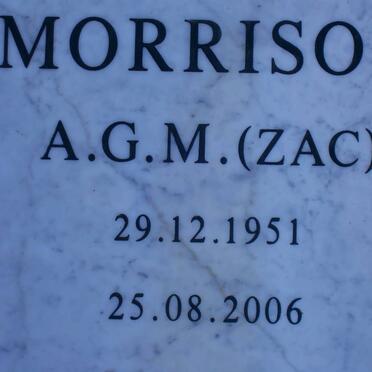 MORRISO
A.G.M.(ZAC)
29.12.1951
25.08.2006